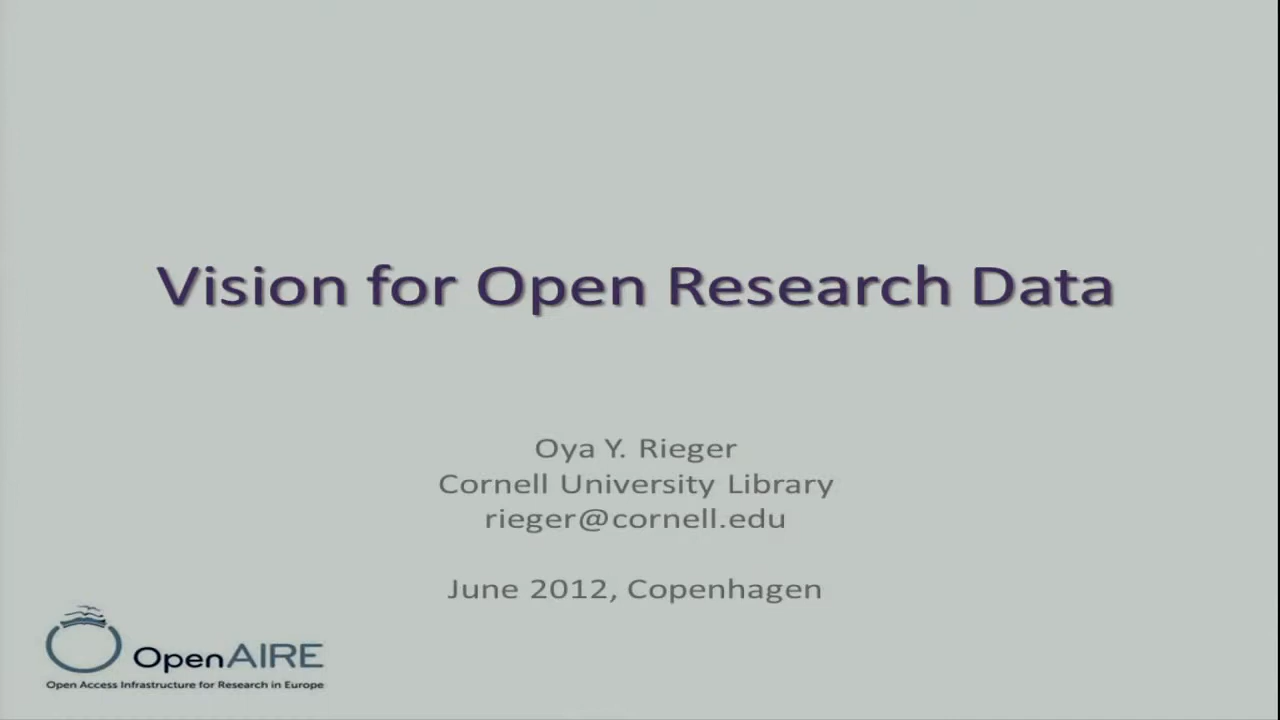 Vision for Open Research Data
Oya Y. Rieger
Cornell University Library
rieger@cornell.edu
June 2012, Copenhagen
OpenAIRE
Open Access Infrastructure for Research in Europe